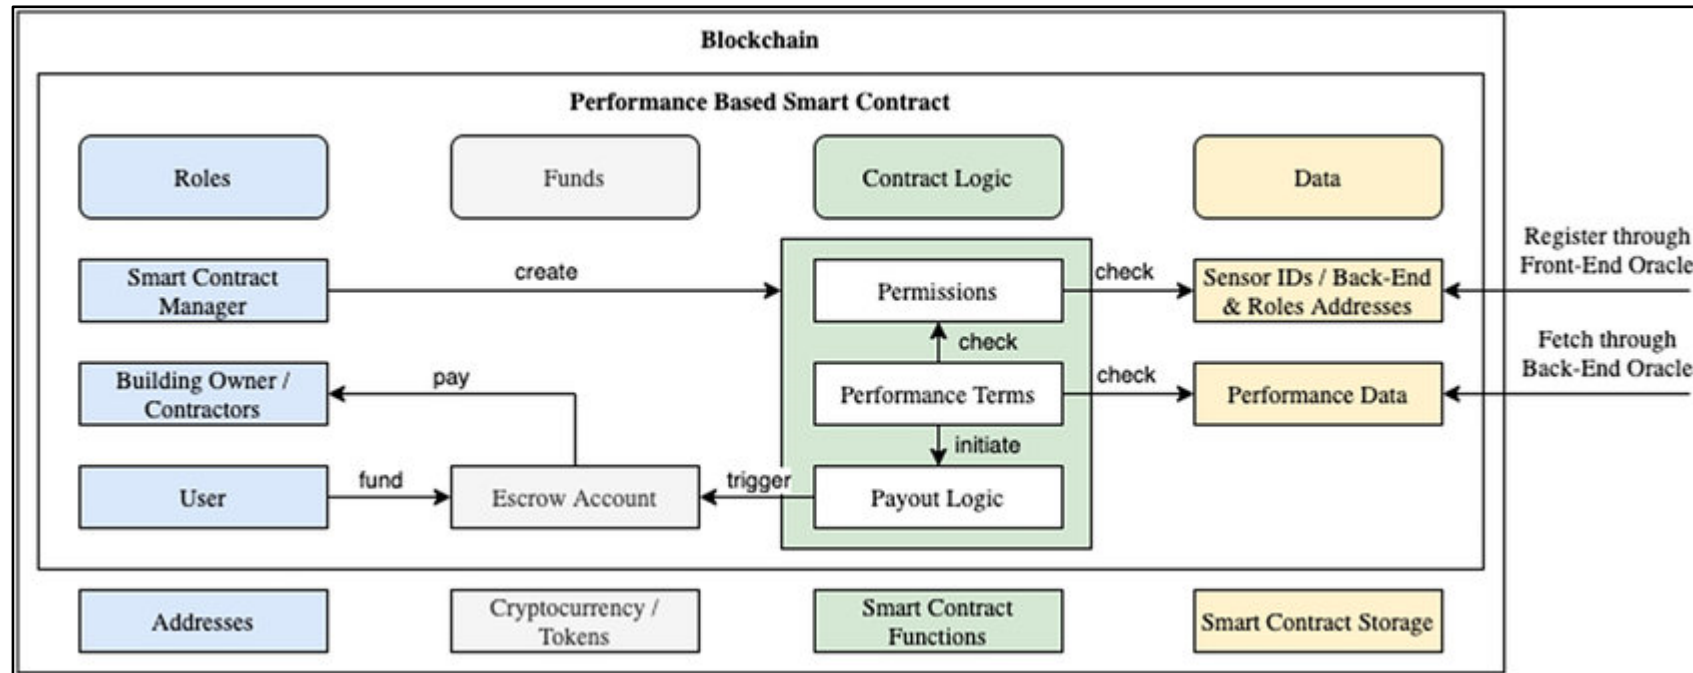 Blockchain
Performance Based Smart Contract
Roles
Funds
Contract Logic
Data
Register through
Front-End Oracle
Smart Contract
Manager
create
Permissions
check
Sensor IDs / Back-End
& Roles Addresses
check
Fetch through
Back-End Oracle
Building Owner /
Contractors
pay
Performance Terms
check
Performance Data
initiate
User
fund
Escrow Account
trigger
Payout Logic
Addresses
Cryptocurrency /
Tokens
Smart Contract
Functions
Smart Contract Storage